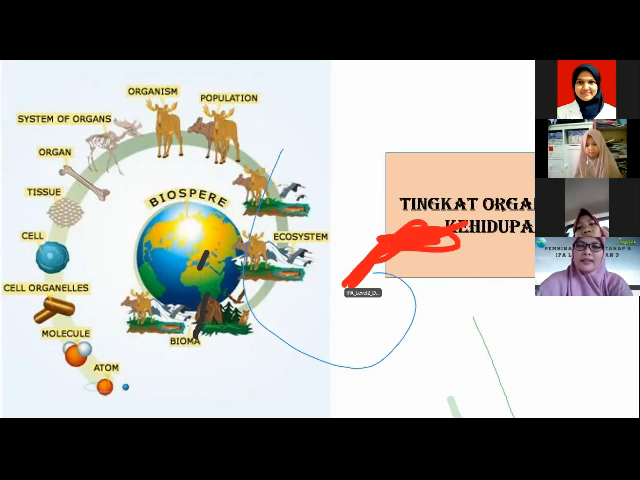 ORGANISM
POPULATION
SYSTEM OF ORGANS
ORGAN
TISSUE
BIOSPERE
CELL
ECOSYSTEM
CELL ORGANELLES
MOLECULE
BIOMA
ATOM
TINGKAT ORGA
KEHIDUPA